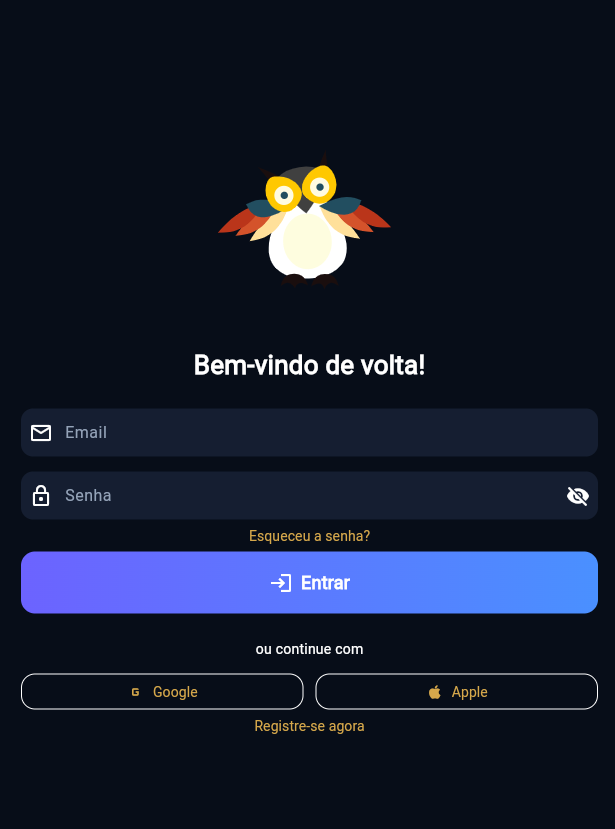 Bem-vindo de volta!
Email
Senha
Esqueceu a senha?
Entrar
ou continue com
G Google
Apple
Registre-se agora